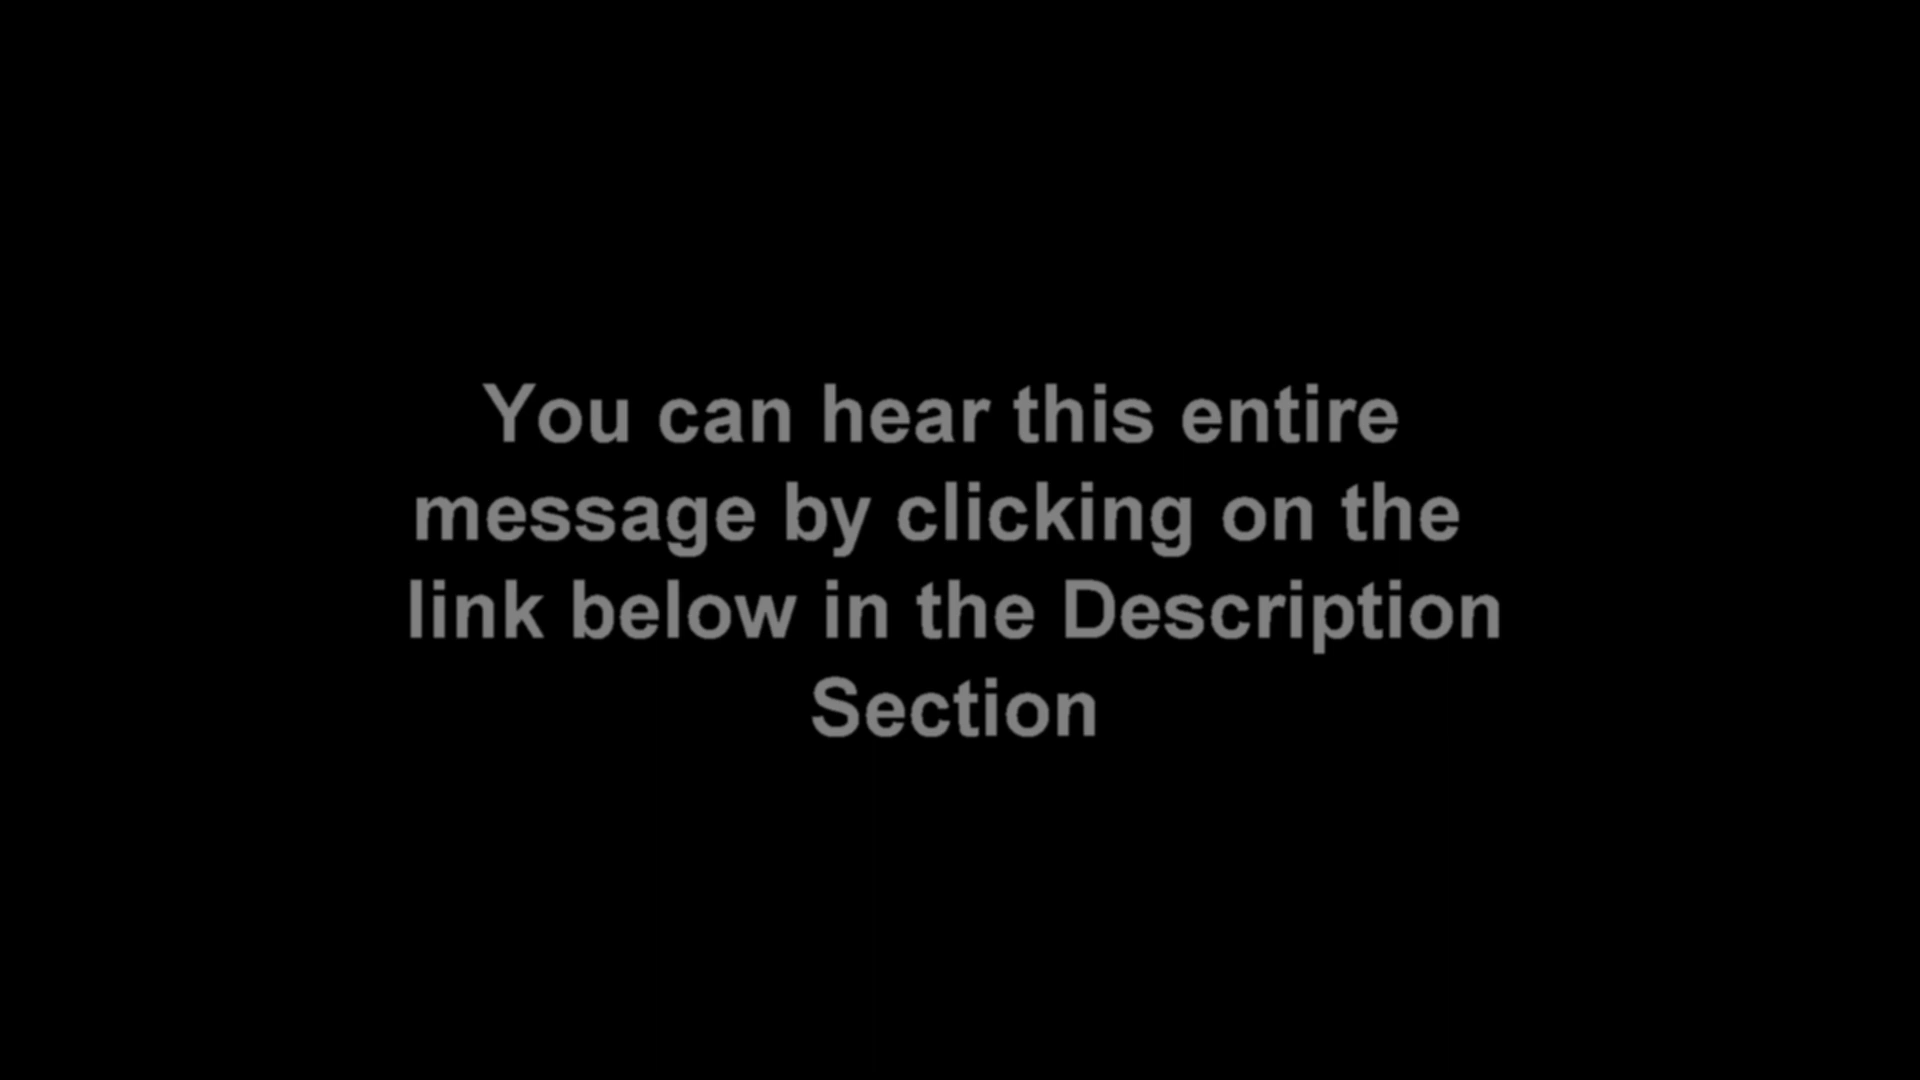 You can hear this entire
message by clicking on the
link below in the Description
Section